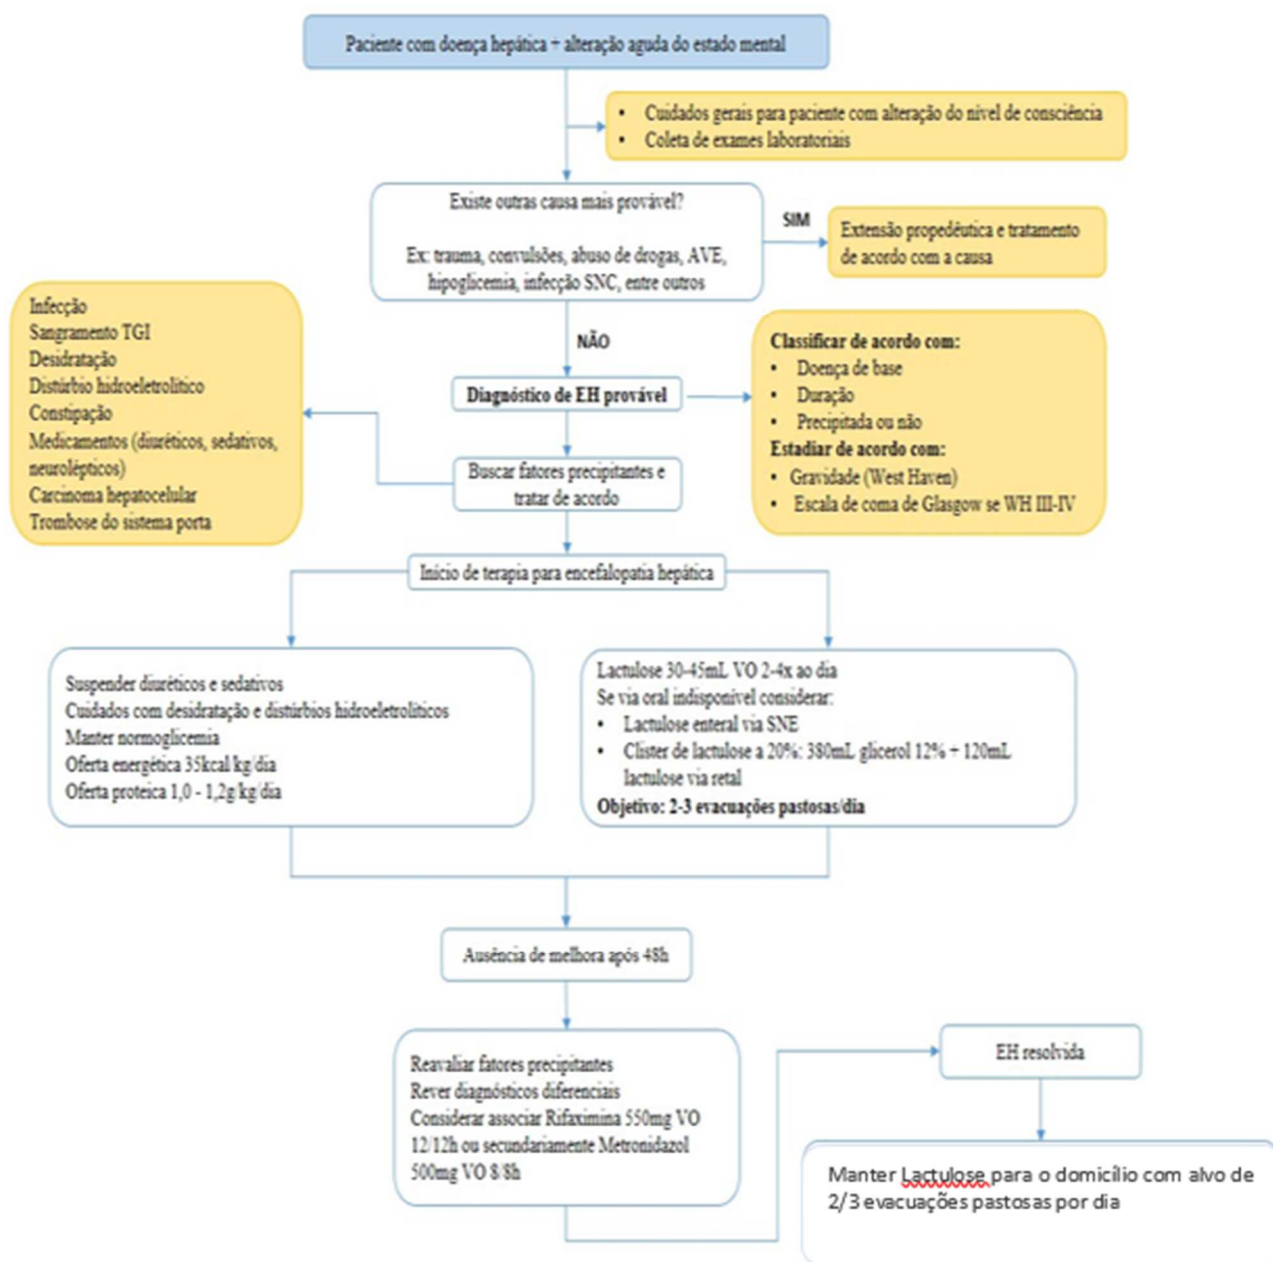 Paciente com doença hepática + alteração aguda do estado mental
• Cuidados gerais para paciente com alteração do nível de consciência
• Coleta de exames laboratoriais
Existe outras causa mais provável?
Ex: trauma, convulsões, abuso de drogas, AVE,
hipoglicemia, infecção SNC, entre outros
SIM
Extensão propedêutica e tratamento
de acordo com a causa
NÃO
Diagnóstico de EH provável
Classificar de acordo com:
• Doença de base
• Duração
• Precipitada ou não
Estadiar de acordo com:
• Gravidade (West Haven)
• Escala de coma de Glasgow se WH III-IV
Buscar fatores precipitantes e
tratar de acordo
Infecção
Sangramento TGI
Desidratação
Distúrbio hidroeletrolítico
Constipação
Medicamentos (diuréticos, sedativos,
neurolépticos)
Carcinoma hepatocelular
Trombose do sistema porta
Início de terapia para encefalopatia hepática
Suspender diuréticos e sedativos
Cuidados com desidratação e distúrbios hidroeletrolíticos
Manter normoglicemia
Oferta energética 35kcal/kg/dia
Oferta proteica 1,0 - 1,2g/kg/dia
Lactulose 30-45mL VO 2-4x ao dia
Se via oral indisponível considerar:
• Lactulose enteral via SNE
• Clister de lactulose a 20%: 380mL glicerol 12% + 120mL
lactulose via retal
Objetivo: 2-3 evacuações pastosas/dia
Ausência de melhora após 48h
Reavaliar fatores precipitantes
Rever diagnósticos diferenciais
Considerar associar Rifaximina 550mg VO
12/12h ou secundariamente Metronidazol
500mg VO 8/8h
EH resolvida
Manter Lactulose para o domicílio com alvo de
2/3 evacuações pastosas por dia